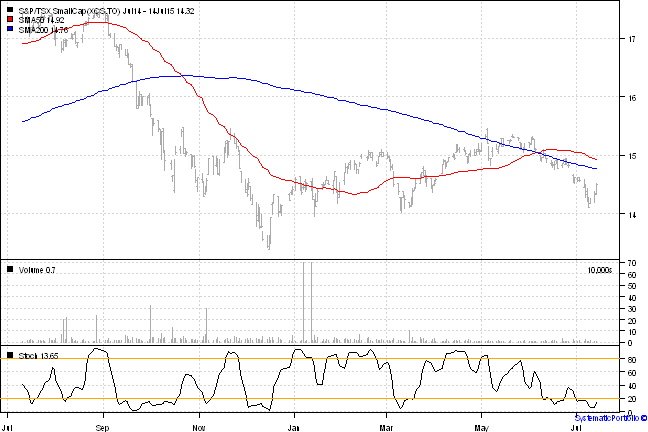 S&P/TSX SmallCap(XCS.TO) Jul14 - 14Jul15 14.32
SMA50 14.92
SMA200 14.76
17
16
15
14
Volume 0.7
10,000s
70
60
50
40
30
20
10
0
Stoch 13.65
80
60
40
20
0
Jul Sep Nov Jan Mar May Jul
SystematicPortfolio ©